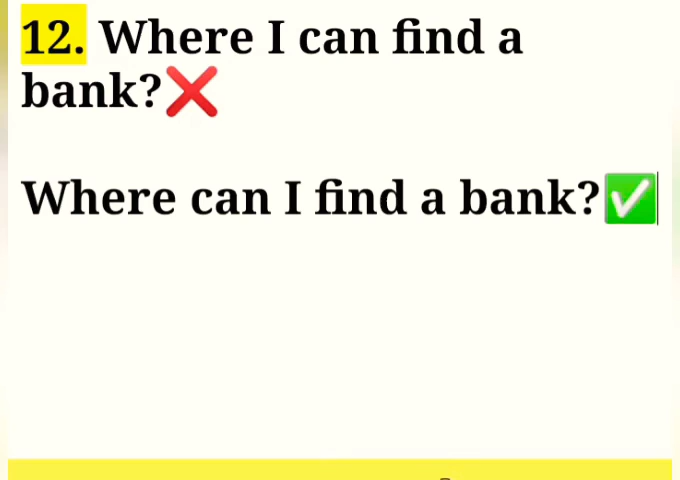 12. Where I can find a
bank?❌
Where can I find a bank?✅